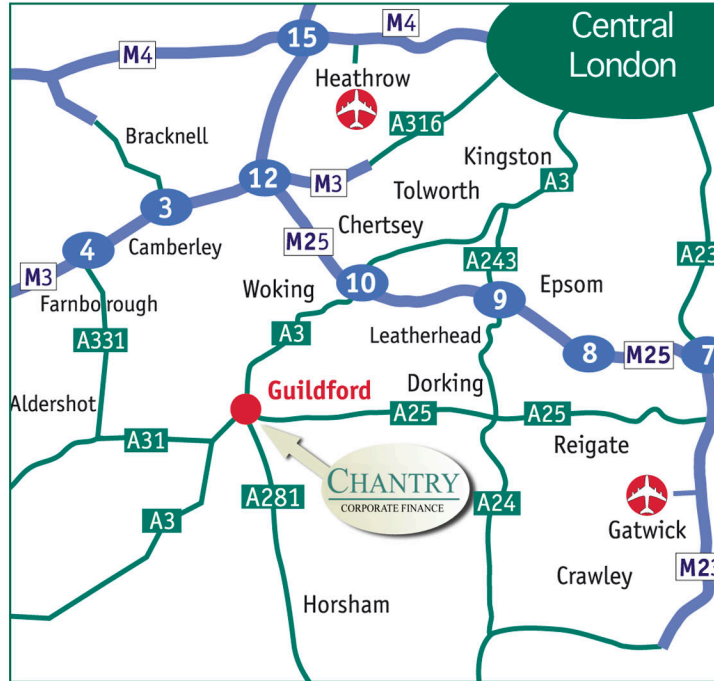 15
M4
M4
Central
London
Heathrow
Bracknell
A316
Kingston
A3
Tolworth
12
M3
3
Chertsey
M25
4
Camberley
A243
A23
M3
Woking
10
9
Epsom
Farnborough
A3
Leatherhead
8
M25
7
A331
Guildford
Dorking
Aldershot
A25
A25
A31
Reigate
CHANTRY
CORPORATE FINANCE
A281
A24
A3
Gatwick
Crawley
M23
Horsham